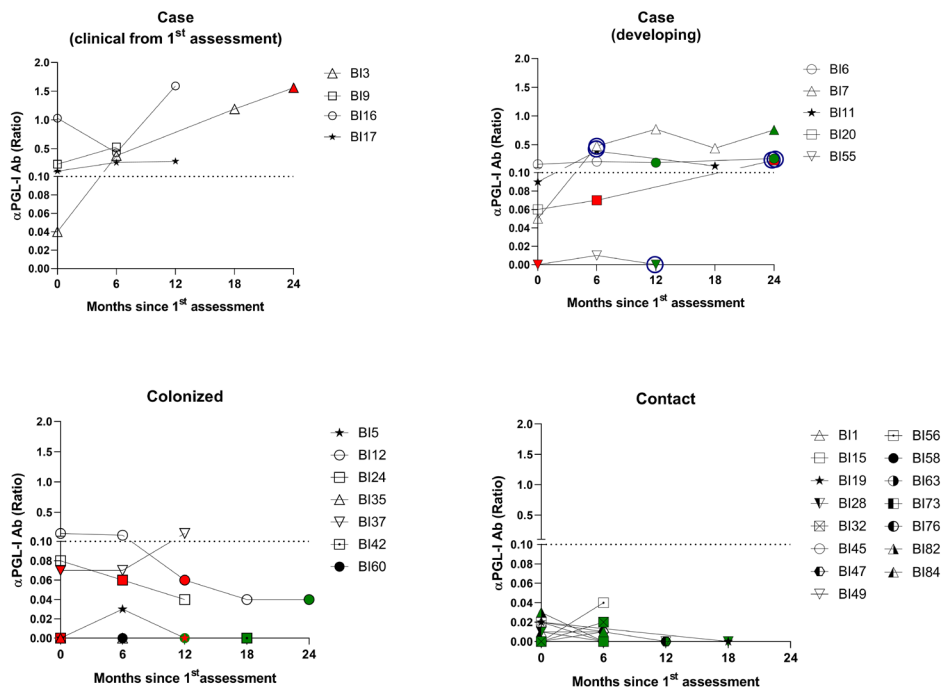 Case
(clinical from 1st assessment)
αPGL-I Ab (Ratio)
2.0
1.5
1.0
0.5
0.10
0.08
0.06
0.04
0.02
0.00
0 6 12 18 24
Months since 1st assessment
BI3
BI9
BI16
BI17
Case
(developing)
αPGL-I Ab (Ratio)
2.0
1.5
1.0
0.5
0.10
0.08
0.06
0.04
0.02
0.00
0 6 12 18 24
Months since 1st assessment
BI6
BI7
BI11
BI20
BI55
Colonized
αPGL-I Ab (Ratio)
2.0
1.5
1.0
0.5
0.10
0.08
0.06
0.04
0.02
0.00
0 6 12 18 24
Months since 1st assessment
BI5
BI12
BI24
BI35
BI37
BI42
BI60
Contact
αPGL-I Ab (Ratio)
2.0
1.5
1.0
0.5
0.10
0.08
0.06
0.04
0.02
0.00
0 6 12 18 24
Months since 1st assessment
BI1 BI56
BI15 BI58
BI19 BI63
BI28 BI73
BI32 BI76
BI45 BI82
BI47 BI84
BI49